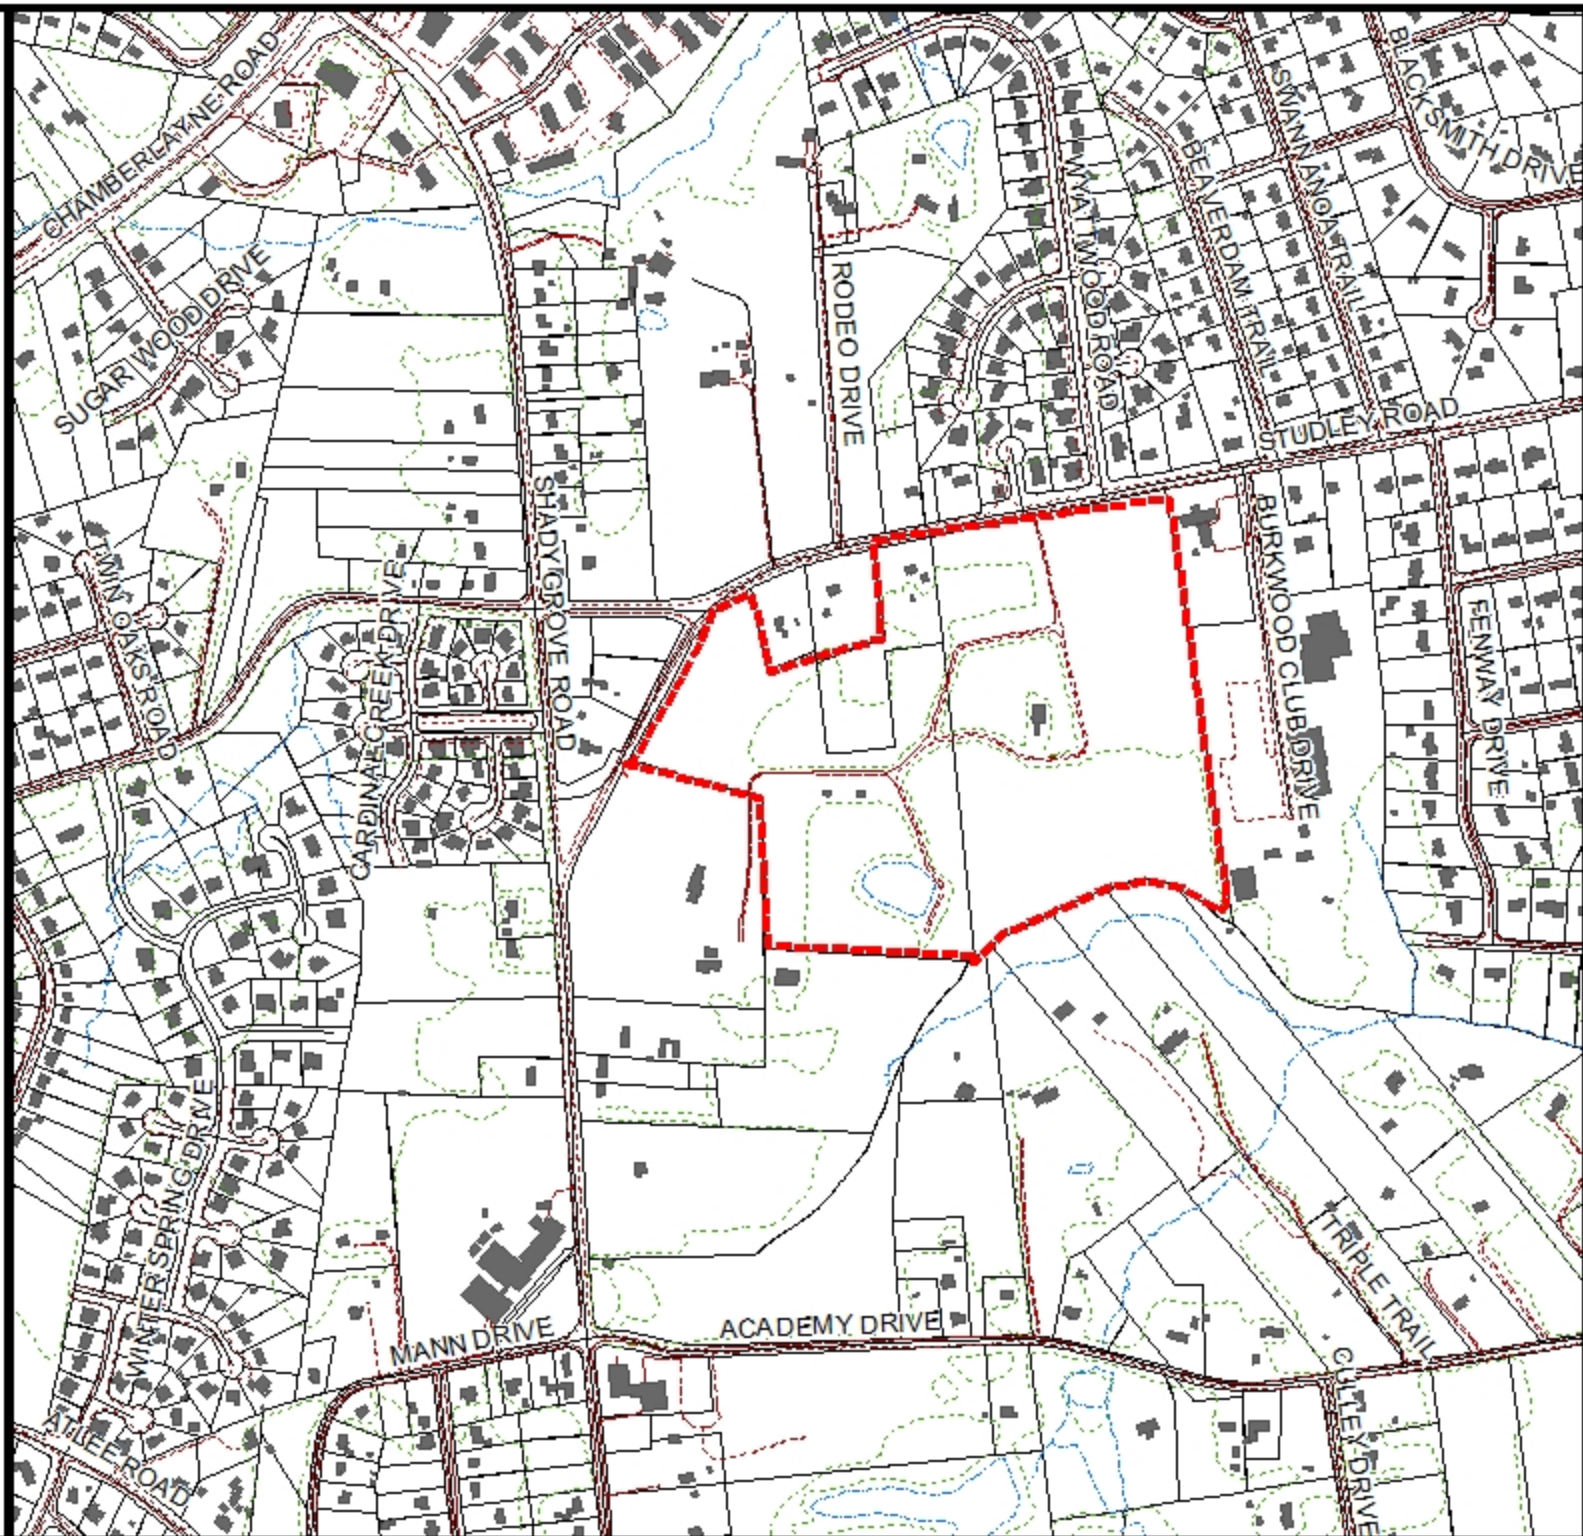 CHAMBERLAYNE ROAD
SUGAR WOOD DRIVE
RODEO DRIVE
WYATTWOOD ROAD
BEAVERDAM TRAIL
SWANNANOA TRAIL
BLACKSMITH DRIVE
STUDLEY ROAD
SHADY GROVE ROAD
TWIN OAKS ROAD
CARDINAL CREEK DRIVE
BURKWOOD CLUB DRIVE
FENWAY DRIVE
WINTER SPRING DRIVE
MANN DRIVE
ACADEMY DRIVE
TRIPLE TRAIL
CULLEY DRIVE
ATLEE ROAD